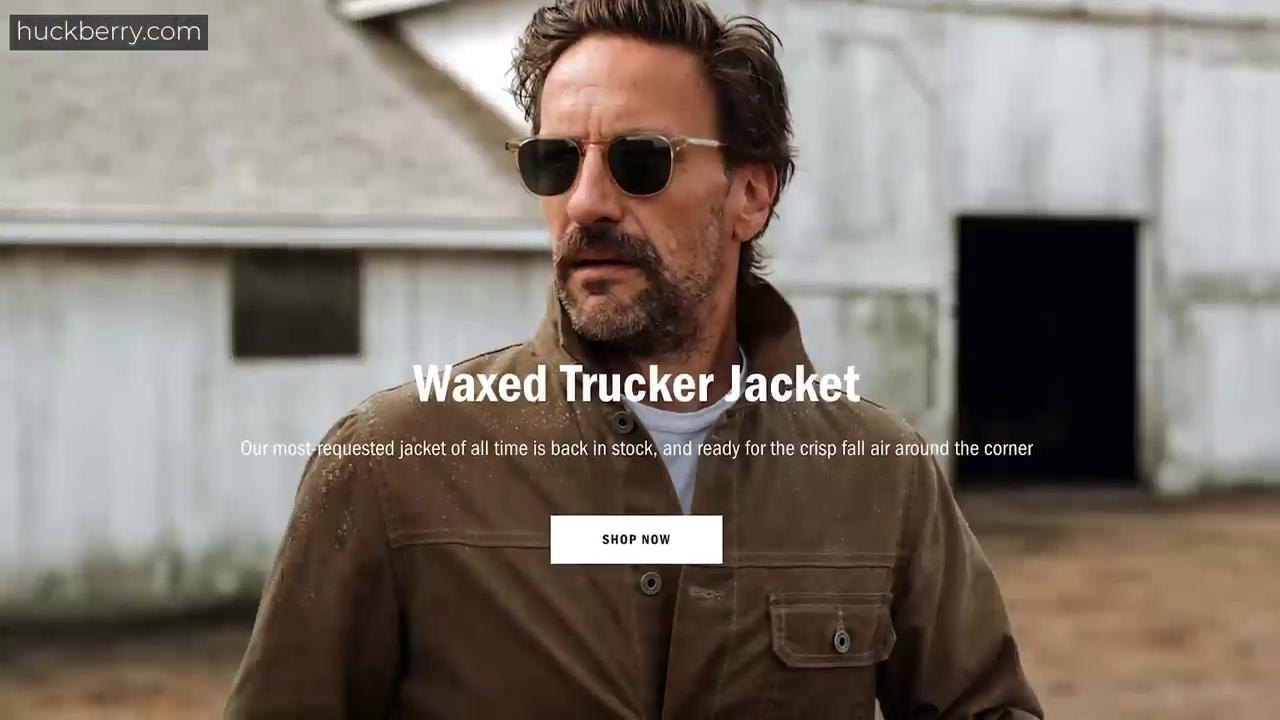 huckberry.com
Waxed Trucker Jacket
Our most-requested jacket of all time is back in stock, and ready for the crisp fall air around the corner
SHOP NOW